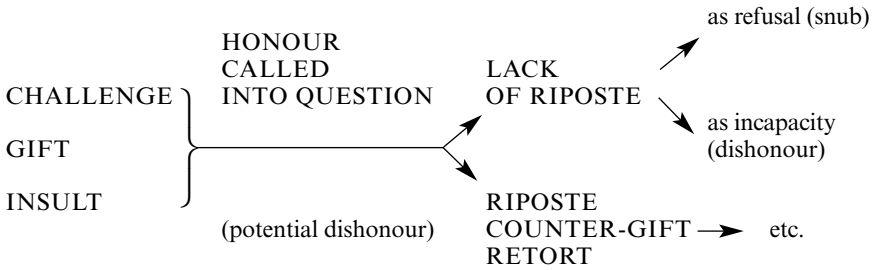 CHALLENGE
GIFT
INSULT
HONOUR
CALLED
INTO QUESTION
(potential dishonour)
LACK
OF RIPOSTE
as refusal (snub)
as incapacity
(dishonour)
RIPOSTE
COUNTER-GIFT
RETORT
etc.